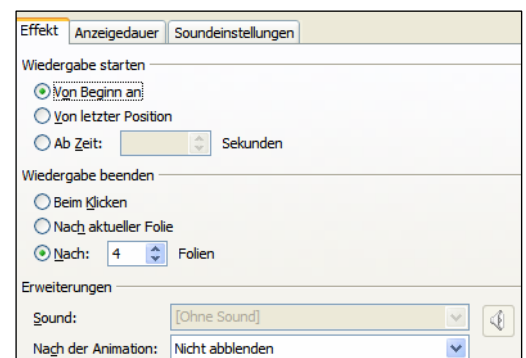 Effekt Anzeigedauer Soundeinstellungen
Wiedergabe starten
Von Beginn an
Von letzter Position
Ab Zeit: Sekunden
Wiedergabe beenden
Beim Klicken
Nach aktueller Folie
Nach: 4 Folien
Erweiterungen
Sound: [Ohne Sound]
Nach der Animation: Nicht abblenden